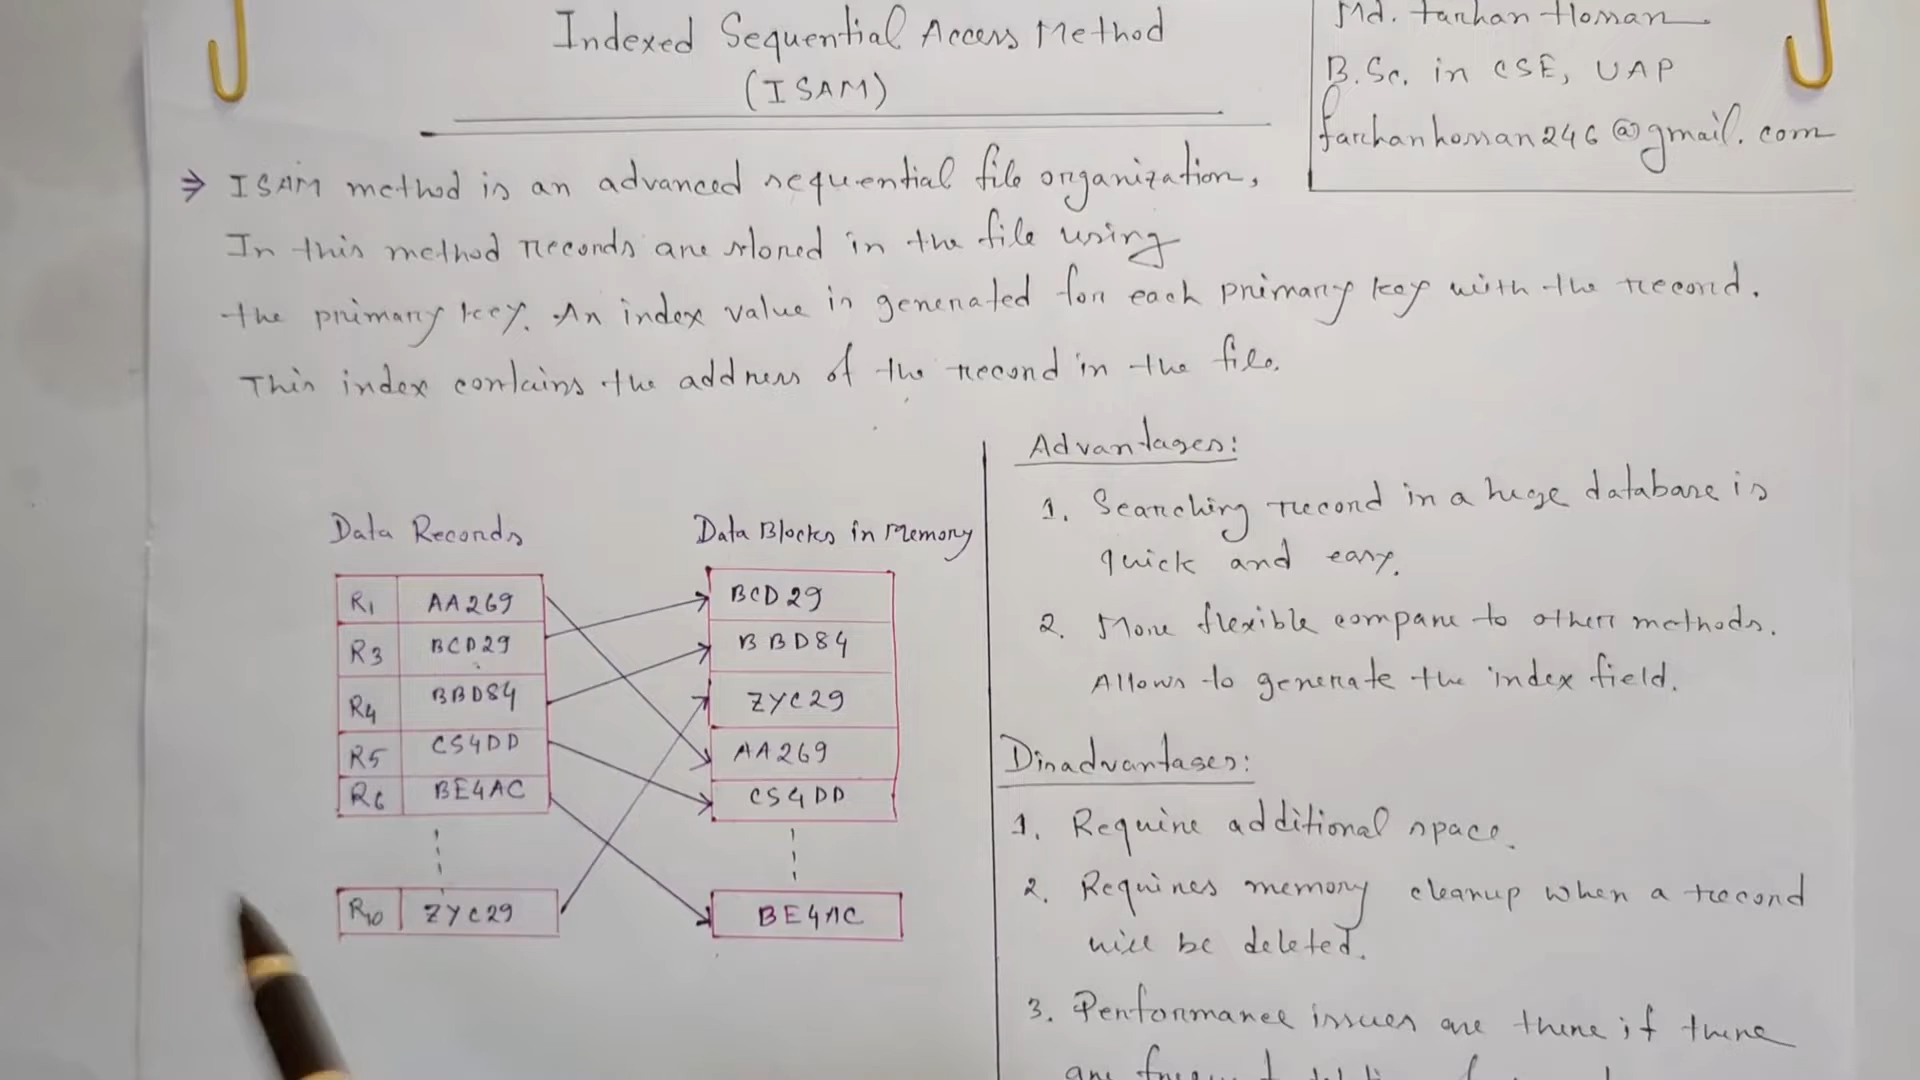 Indexed Sequential Access Method
(ISAM)
Md. Farhan Hossan
B.Sc. in CSE, UAP
farhanhossan246@gmail.com
⇒ ISAM method is an advanced sequential file organization,
In this method records are stored in the file using
the primary key. An index value is generated for each primary key with the record.
This index contains the address of the record in the file.
Data Records
R1 AA269
R3 BCD29
R4 BBD84
R5 CS4DD
R6 BE4AC
R10 ZYC29
Data Blocks in Memory
BCD29
BBD84
ZYC29
AA269
CS4DD
BE4AC
Advantages:
1. Searching record in a huge database is
quick and easy.
2. More flexible compare to other methods.
Allows to generate the index field.
Disadvantages:
1. Require additional space.
2. Requires memory cleanup when a record
will be deleted.
3. Performance issues are there if there
are